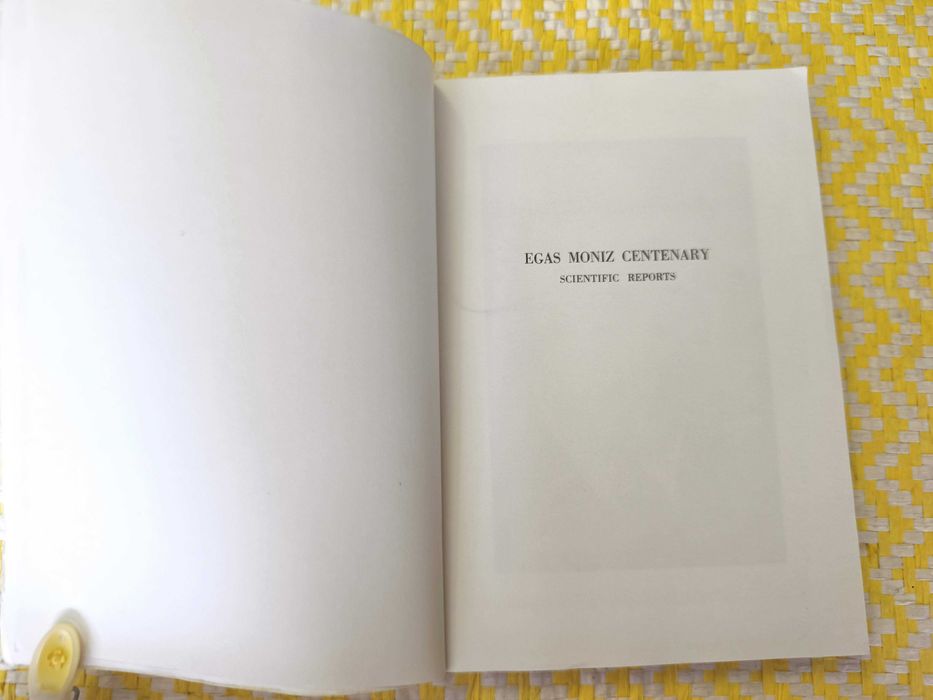 EGAS MONIZ CENTENARY
SCIENTIFIC REPORTS